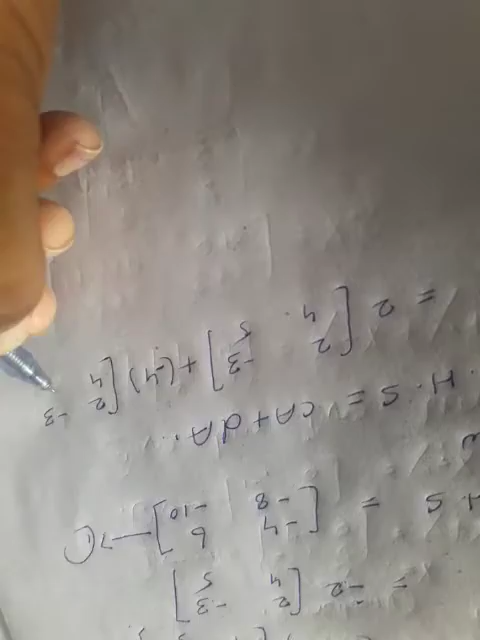 = -2 [ 2 -3
4 5 ]
H.S = [ -4 6
-8 -10 ] → ①
H.S = cA + dA.
= 2 [ 2 -3
4 5 ] + (-4) [ 2 -3
4